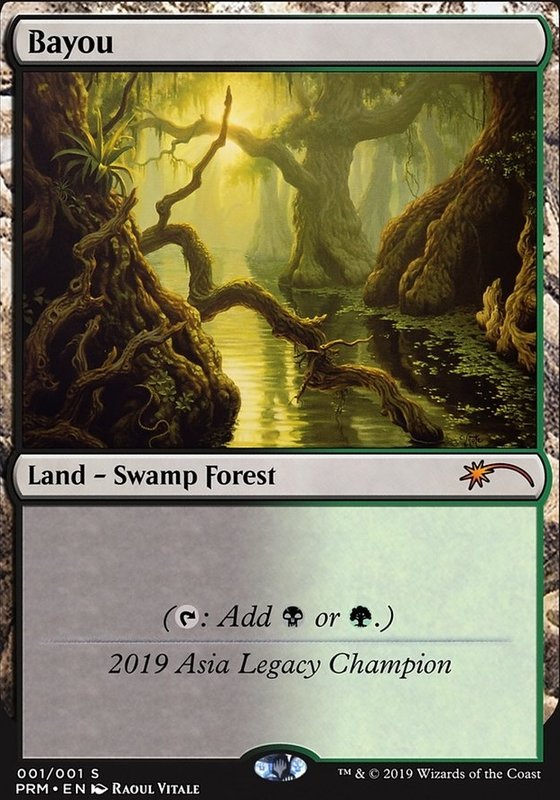 Bayou
Land – Swamp Forest
(: Add or .)
2019 Asia Legacy Champion
001/001 S
PRM • EN Raoul Vitale
™ & © 2019 Wizards of the Coast